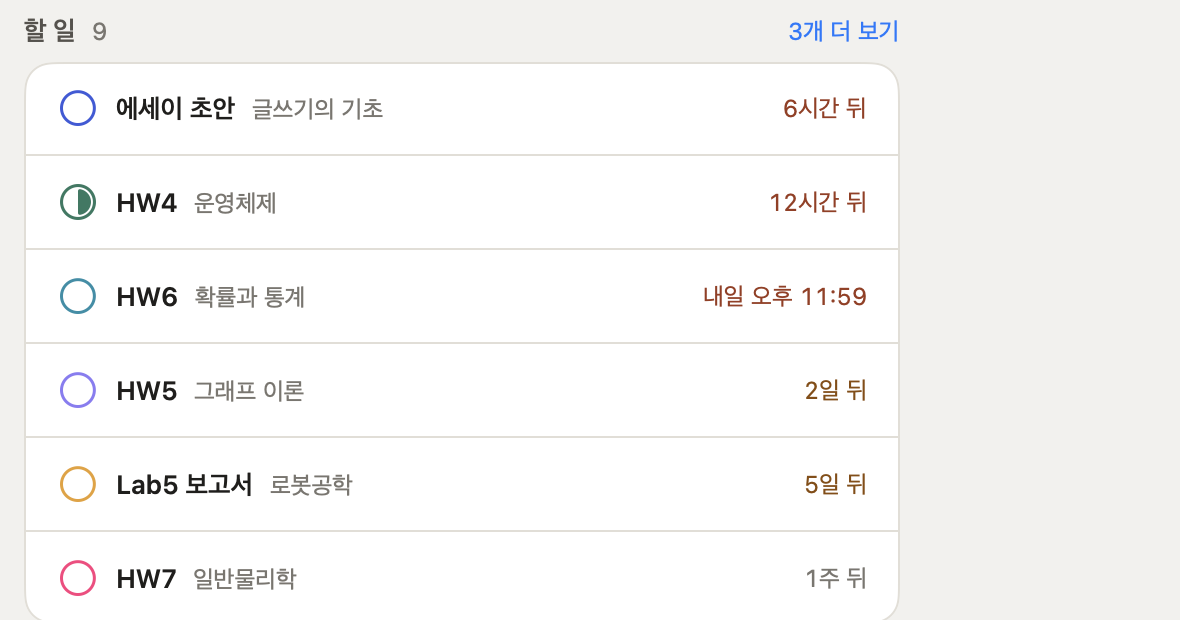 할 일 9 3개 더 보기
에세이 초안 글쓰기의 기초 6시간 뒤
HW4 운영체제 12시간 뒤
HW6 확률과 통계 내일 오후 11:59
HW5 그래프 이론 2일 뒤
Lab5 보고서 로봇공학 5일 뒤
HW7 일반물리학 1주 뒤